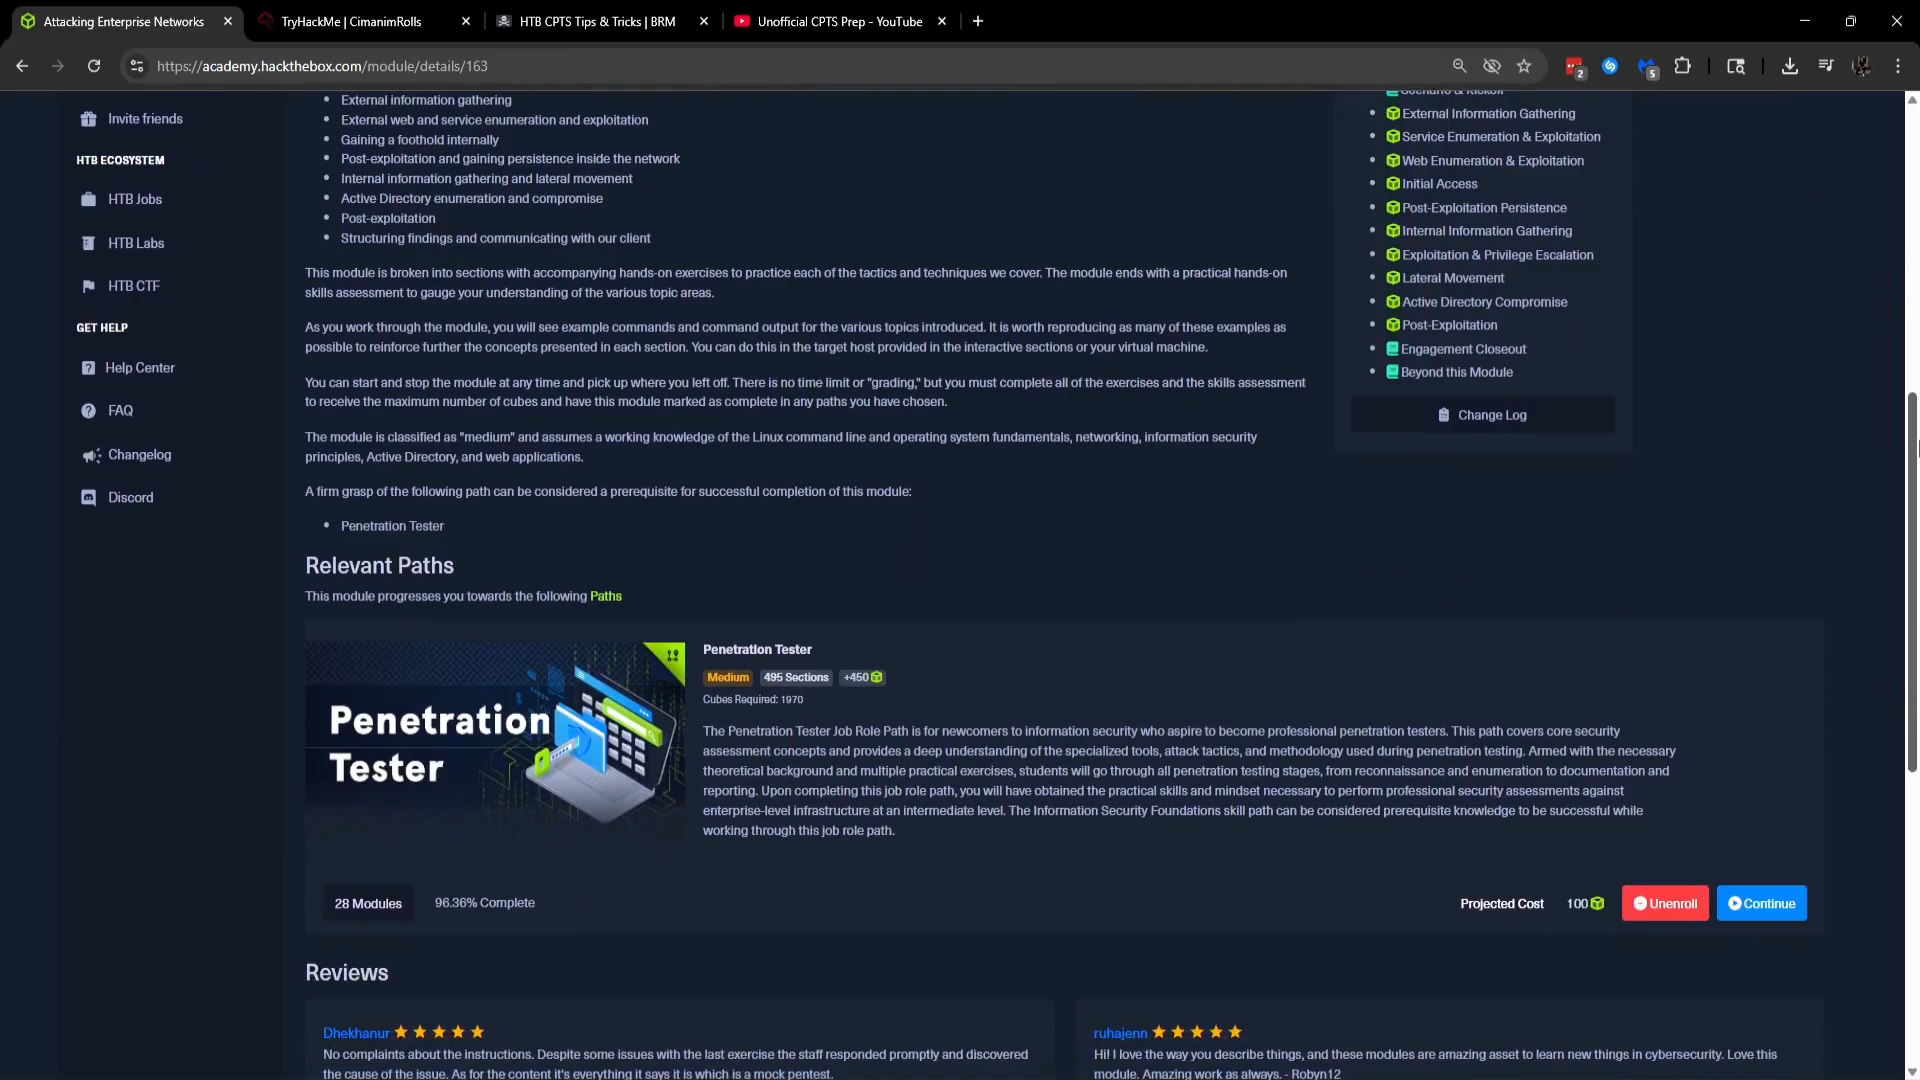 Attacking Enterprise Networks
TryHackMe | CimanimRolls
HTB CPTS Tips & Tricks | BRM
Unofficial CPTS Prep - YouTube
https://academy.hackthebox.com/module/details/163
2
5
Invite friends
HTB ECOSYSTEM
HTB Jobs
HTB Labs
HTB CTF
GET HELP
Help Center
FAQ
Changelog
Discord
External information gathering
External web and service enumeration and exploitation
Gaining a foothold internally
Post-exploitation and gaining persistence inside the network
Internal information gathering and lateral movement
Active Directory enumeration and compromise
Post-exploitation
Structuring findings and communicating with our client
This module is broken into sections with accompanying hands-on exercises to practice each of the tactics and techniques we cover. The module ends with a practical hands-on
skills assessment to gauge your understanding of the various topic areas.
As you work through the module, you will see example commands and command output for the various topics introduced. It is worth reproducing as many of these examples as
possible to reinforce further the concepts presented in each section. You can do this in the target host provided in the interactive sections or your virtual machine.
You can start and stop the module at any time and pick up where you left off. There is no time limit or "grading," but you must complete all of the exercises and the skills assessment
to receive the maximum number of cubes and have this module marked as complete in any paths you have chosen.
The module is classified as "medium" and assumes a working knowledge of the Linux command line and operating system fundamentals, networking, information security
principles, Active Directory, and web applications.
A firm grasp of the following path can be considered a prerequisite for successful completion of this module:
Penetration Tester
Scenario & Kickoff
External Information Gathering
Service Enumeration & Exploitation
Web Enumeration & Exploitation
Initial Access
Post-Exploitation Persistence
Internal Information Gathering
Exploitation & Privilege Escalation
Lateral Movement
Active Directory Compromise
Post-Exploitation
Engagement Closeout
Beyond this Module
Change Log
Relevant Paths
This module progresses you towards the following Paths
Penetration
Tester
Penetration Tester
Medium 495 Sections +450
Cubes Required: 1970
The Penetration Tester Job Role Path is for newcomers to information security who aspire to become professional penetration testers. This path covers core security
assessment concepts and provides a deep understanding of the specialized tools, attack tactics, and methodology used during penetration testing. Armed with the necessary
theoretical background and multiple practical exercises, students will go through all penetration testing stages, from reconnaissance and enumeration to documentation and
reporting. Upon completing this job role path, you will have obtained the practical skills and mindset necessary to perform professional security assessments against
enterprise-level infrastructure at an intermediate level. The Information Security Foundations skill path can be considered prerequisite knowledge to be successful while
working through this job role path.
28 Modules 96.36% Complete Projected Cost 100 Unenroll Continue
Reviews
Dhekhanur
No complaints about the instructions. Despite some issues with the last exercise the staff responded promptly and discovered
the cause of the issue. As for the content it's everything it says it is which is a mock pentest.
ruhajenn
Hi! I love the way you describe things, and these modules are amazing asset to learn new things in cybersecurity. Love this
module. Amazing work as always. - Robyn12